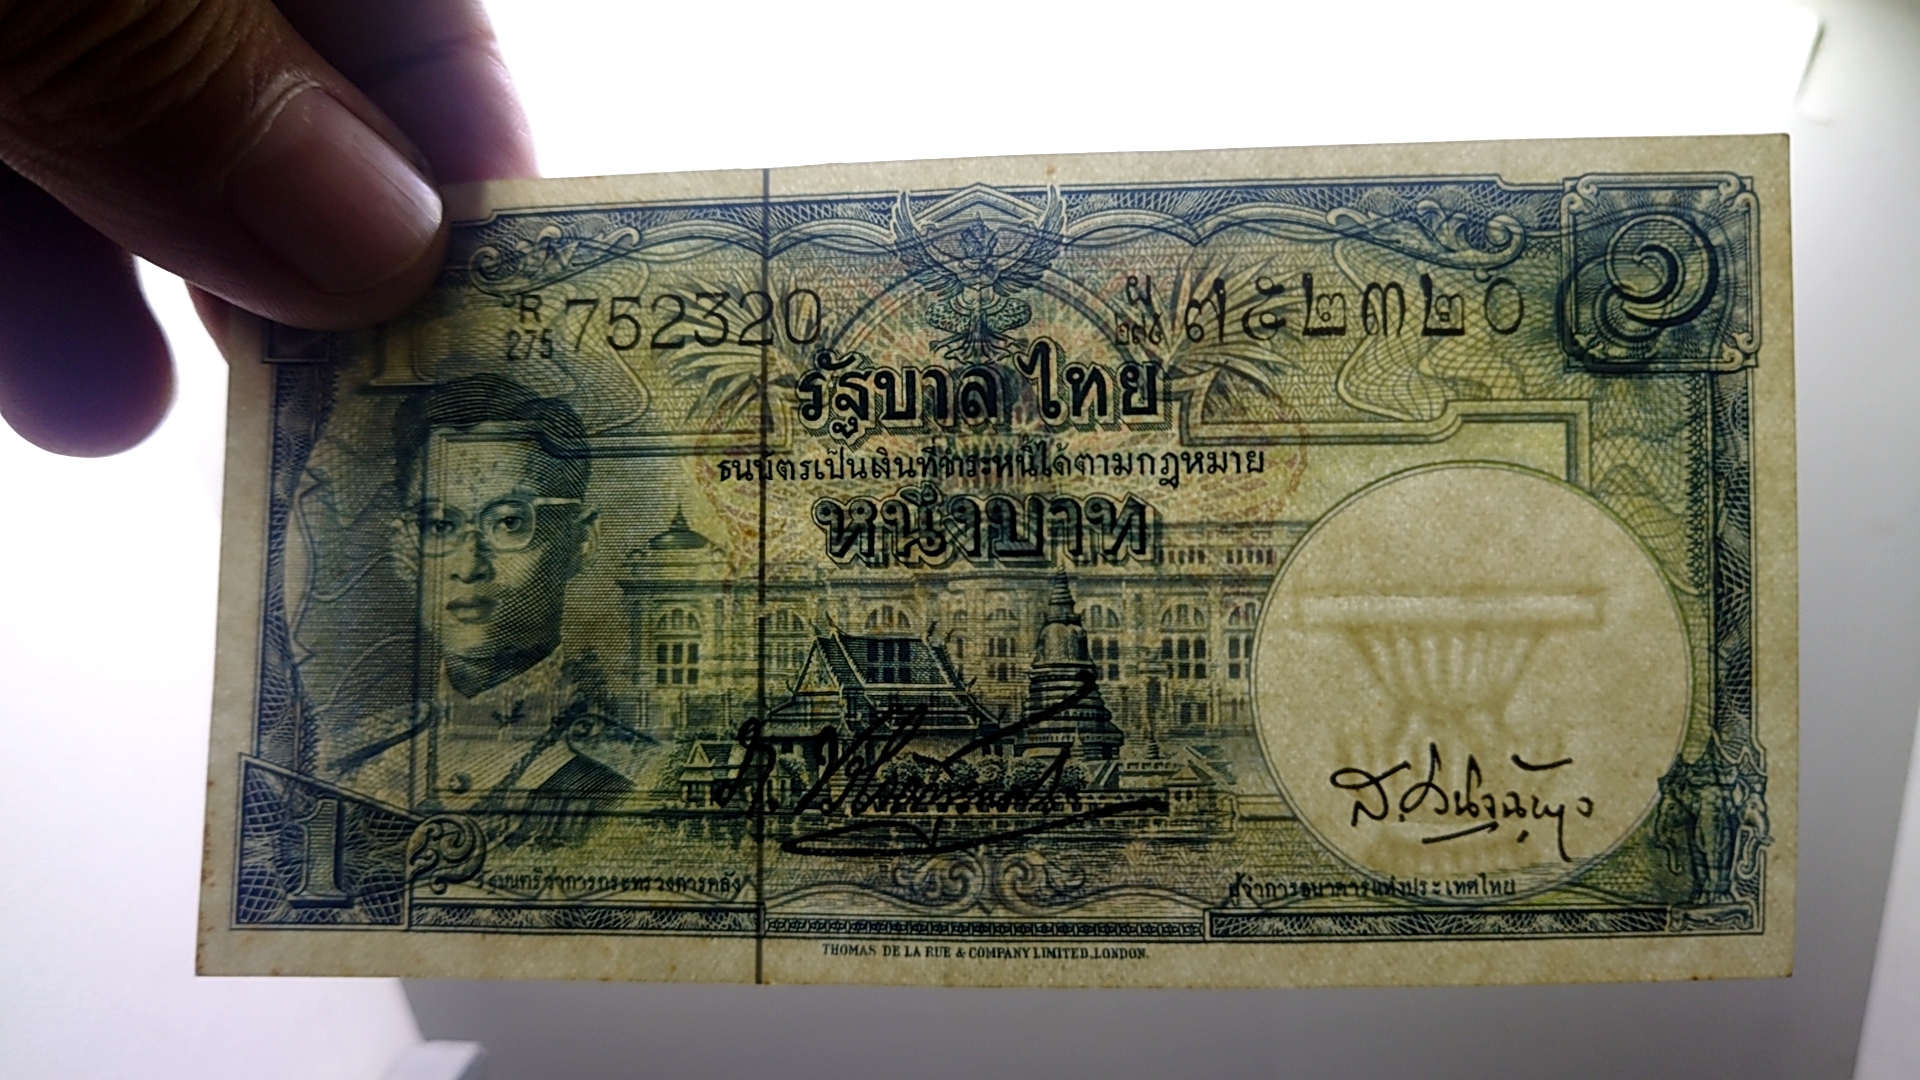 R
275 752320
๗๕๒๓๒๐
๑
1
รัฐบาลไทย
ธนบัตรเป็นเงินที่ชำระหนี้ได้ตามกฎหมาย
หนึ่งบาท
1
รัฐมนตรีว่าการกระทรวงการคลัง
ผู้ว่าการธนาคารแห่งประเทศไทย
THOMAS DE LA RUE & COMPANY LIMITED, LONDON.